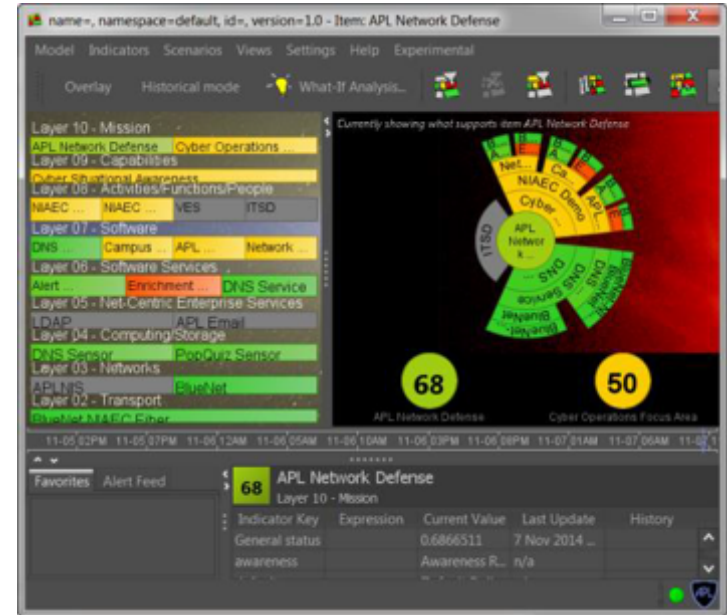 name=, namespace=default, id=, version=1.0 - Item: APL Network Defense
Model Indicators Scenarios Views Settings Help Experimental
Overlay Historical mode What-If Analysis...
Layer 10 - Mission
APL Network Defense Cyber Operations ...
Layer 09 - Capabilities
Cyber Situational Awareness
Layer 08 - Activities/Functions/People
NIAEC ... NIAEC ... VES ITSD
Layer 07 - Software
DNS ... Campus ... APL ... Network ...
Layer 06 - Software Services
Alert ... Enrichment ... DNS Service
Layer 05 - Net-Centric Enterprise Services
LDAP APL Email
Layer 04 - Computing/Storage
DNS Sensor PopQuiz Sensor
Layer 03 - Networks
APLNIS BlueNet
Layer 02 - Transport
BlueNet NIAEC Fiber
Currently showing what supports item APL Network Defense
B... B... B... B...
A... E... A... E...
Net... Ca... APL...
NIAEC Demo
Cyber...
ITSD
APL
Networ
k...
DNS... DNS... DNS...
DNS Service
BlueNet...
BlueNet
68
APL Network Defense
50
Cyber Operations Focus Area
11-05 02PM 11-05 07PM 11-06 12AM 11-06 05AM 11-06 10AM 11-06 03PM 11-06 08PM 11-07 01AM 11-07 06AM
Favorites Alert Feed
68 APL Network Defense
Layer 10 - Mission
Indicator Key Expression Current Value Last Update History
General status 0.6866511 7 Nov 2014 ...
awareness Awareness R... n/a
APL